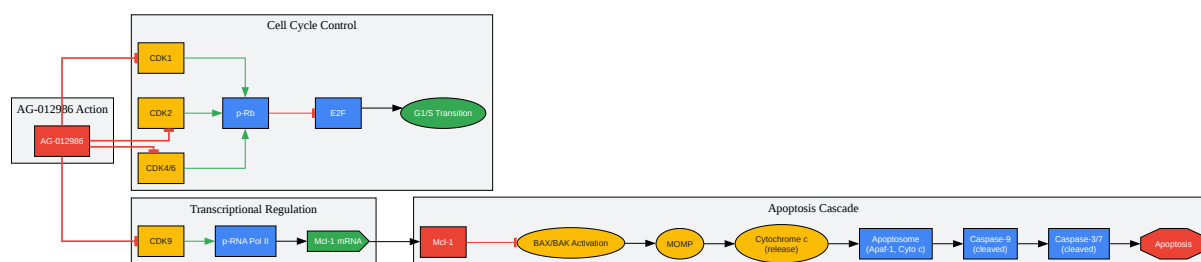 Cell Cycle Control
CDK1
AG-012986 Action
CDK2
p-Rb
E2F
G1/S Transition
AG-012986
CDK4/6
Transcriptional Regulation
Apoptosis Cascade
CDK9
p-RNA Pol II
Mcl-1 mRNA
Mcl-1
BAX/BAK Activation
MOMP
Cytochrome c
(release)
Apoptosome
(Apaf-1, Cyto c)
Caspase-9
(cleaved)
Caspase-3/7
(cleaved)
Apoptosis